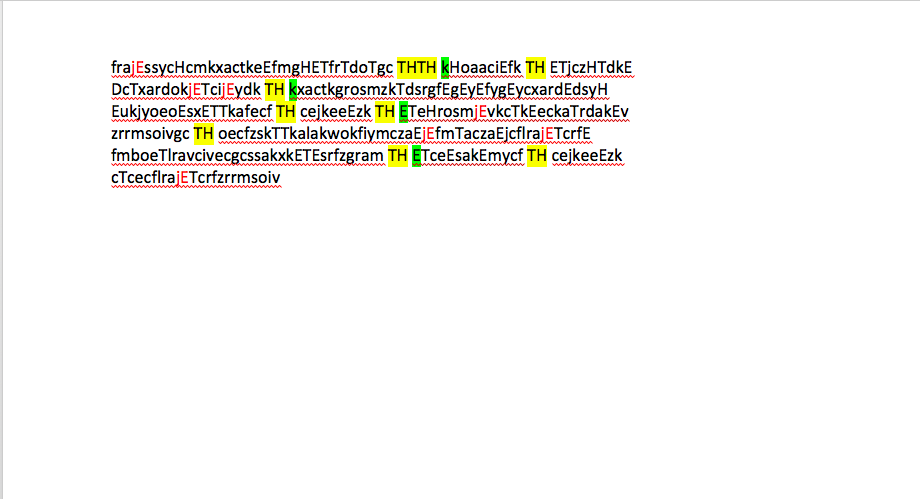 frajEssycHcmkxactkeEfmgHETfrTdoTgc THTH kHoaaciEfk TH ETjczHTdkE
DcTxardokjETcijEydk TH kxactkgrosmzkTdsrgfEgEyEfygEycxardEdsyH
EukjyoeoEsxETTkafecf TH cejkeeEzk TH ETeHrosmjEvkcTkEeckaTrdakEv
zrrmsoivgc TH oecfzskTTkalakwokfiymczaEjEfmTaczaEjcflrajETcrfE
fmboeTlravcivecgcssakxkETEsrfzgram TH ETceEsakEmycf TH cejkeeEzk
cTcecflrajETcrfzrrmsoiv